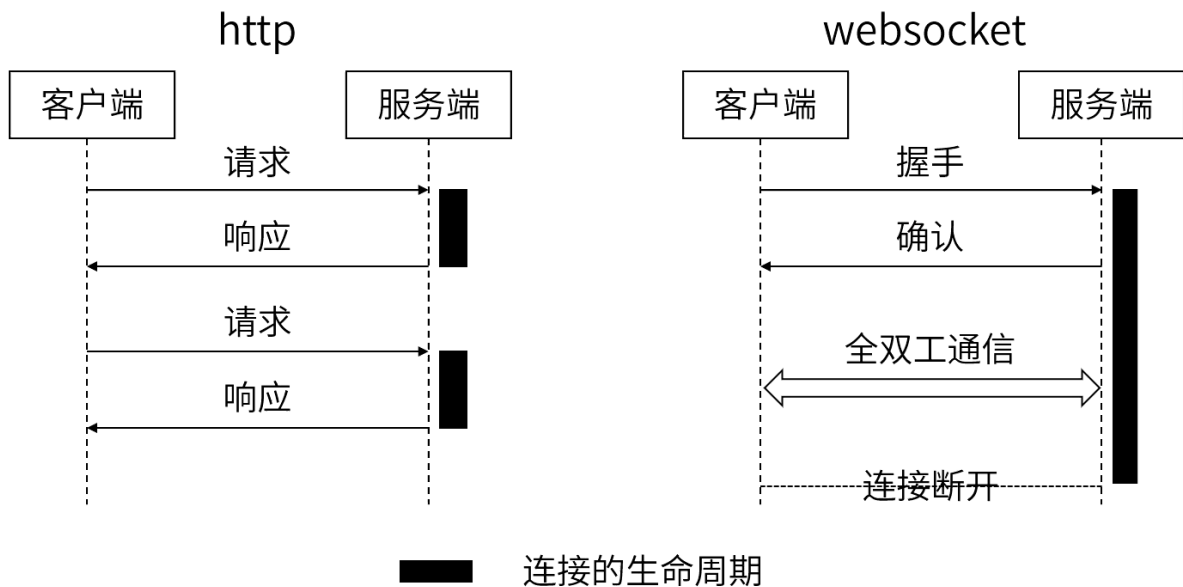 http
客户端
服务端
请求
响应
请求
响应
websocket
客户端
服务端
握手
确认
全双工通信
连接断开
连接的生命周期